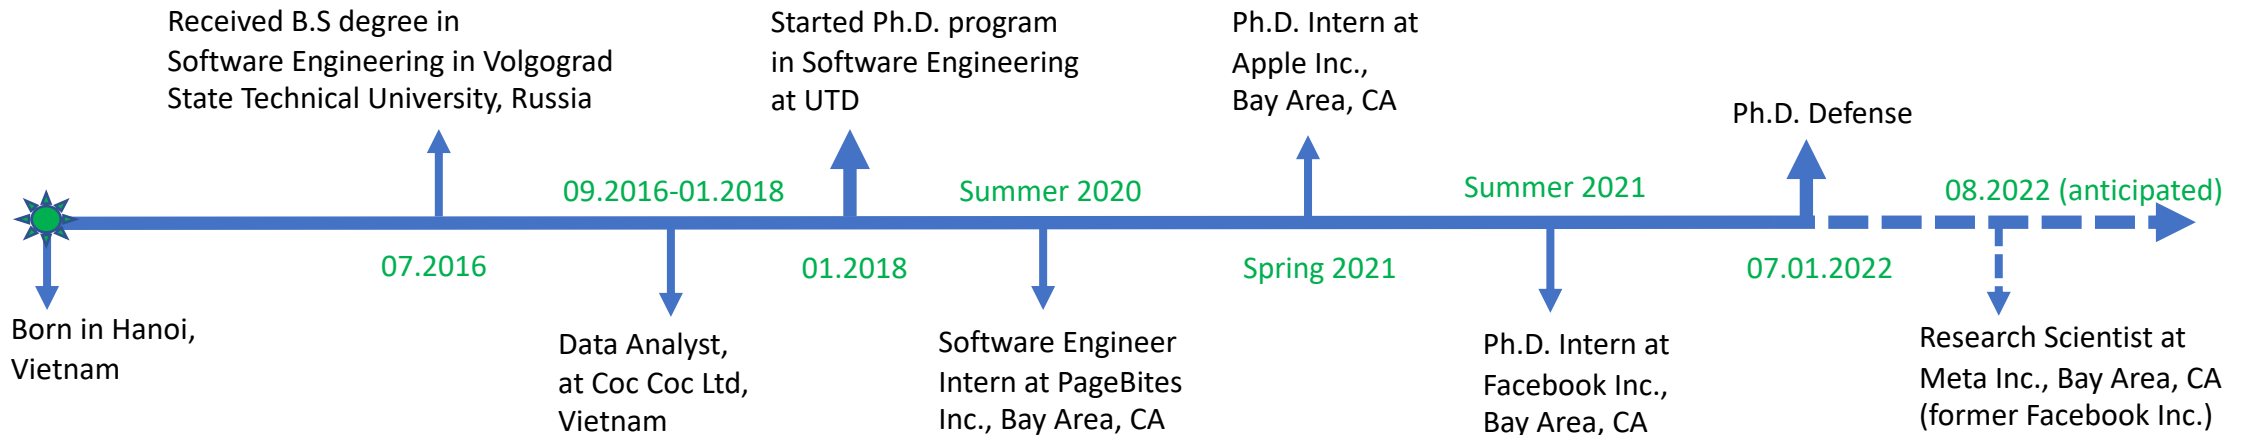 Received B.S degree in
Software Engineering in Volgograd
State Technical University, Russia
Started Ph.D. program
in Software Engineering
at UTD
Ph.D. Intern at
Apple Inc.,
Bay Area, CA
Ph.D. Defense
09.2016-01.2018
Summer 2020
Summer 2021
08.2022 (anticipated)
07.2016
01.2018
Spring 2021
07.01.2022
Born in Hanoi,
Vietnam
Data Analyst,
at Coc Coc Ltd,
Vietnam
Software Engineer
Intern at PageBites
Inc., Bay Area, CA
Ph.D. Intern at
Facebook Inc.,
Bay Area, CA
Research Scientist at
Meta Inc., Bay Area, CA
(former Facebook Inc.)